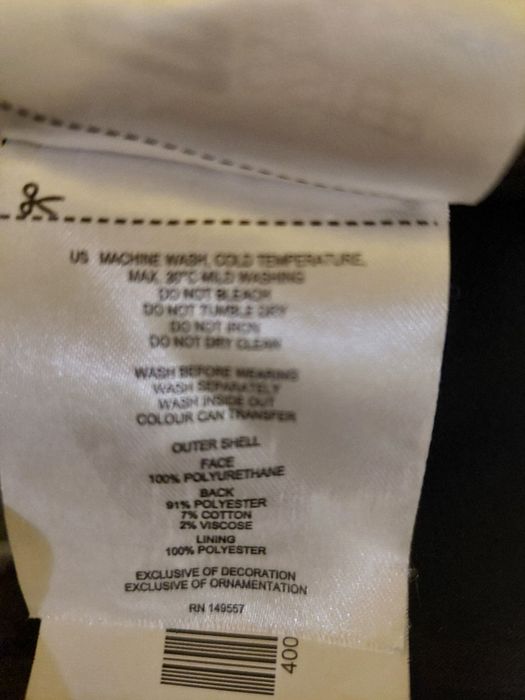 US MACHINE WASH, COLD TEMPERATURE,
MAX. 30°C MILD WASHING
DO NOT BLEACH
DO NOT TUMBLE DRY
DO NOT IRON
DO NOT DRY CLEAN
WASH BEFORE WEARING
WASH SEPARATELY
WASH INSIDE OUT
COLOUR CAN TRANSFER
OUTER SHELL
FACE
100% POLYURETHANE
BACK
91% POLYESTER
7% COTTON
2% VISCOSE
LINING
100% POLYESTER
EXCLUSIVE OF DECORATION
EXCLUSIVE OF ORNAMENTATION
RN 149557
400